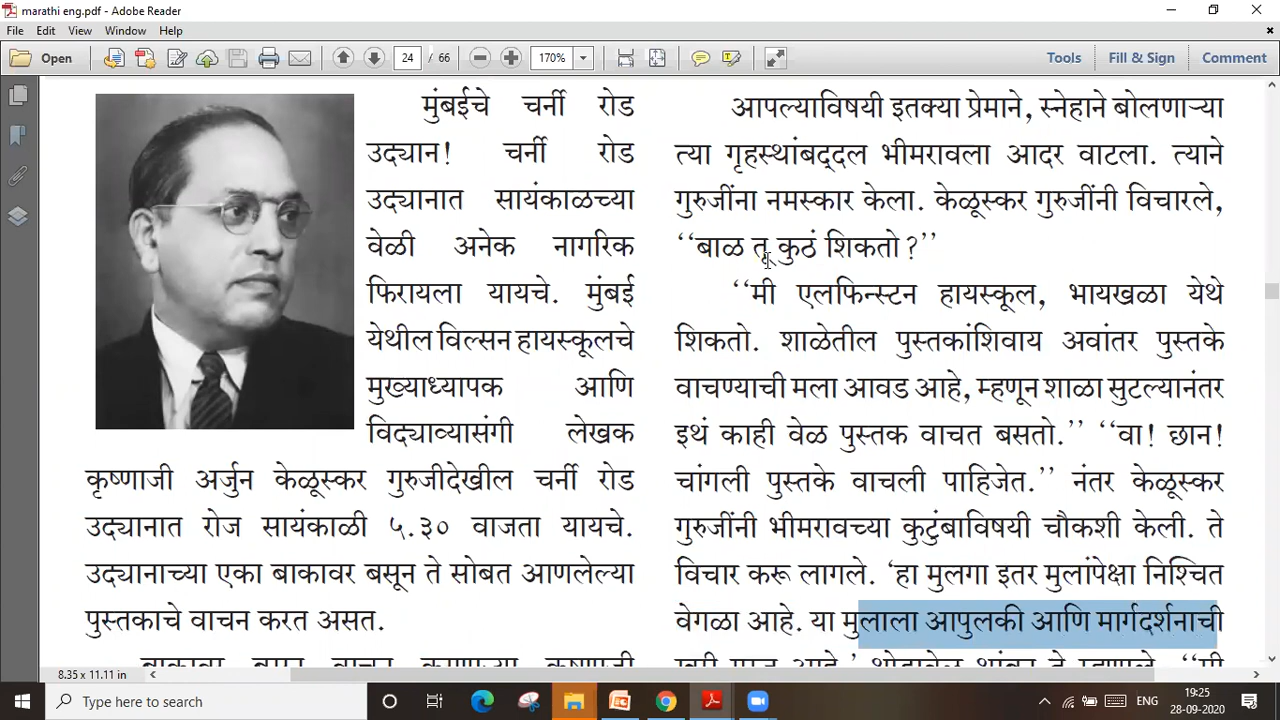 marathi eng.pdf - Adobe Reader
File Edit View Window Help
Open 24 / 66 170% Tools Fill & Sign Comment
मुंबईचे चर्नी रोड
उद्यान! चर्नी रोड
उद्यानात सायंकाळच्या
वेळी अनेक नागरिक
फिरायला यायचे. मुंबई
येथील विल्सन हायस्कूलचे
मुख्याध्यापक आणि
विद्याव्यासंगी लेखक
कृष्णाजी अर्जुन केळूस्कर गुरुजीदेखील चर्नी रोड
उद्यानात रोज सायंकाळी ५.३० वाजता यायचे.
उद्यानाच्या एका बाकावर बसून ते सोबत आणलेल्या
पुस्तकाचे वाचन करत असत.
आपल्याविषयी इतक्या प्रेमाने, स्नेहाने बोलणाऱ्या
त्या गृहस्थांबद्दल भीमरावला आदर वाटला. त्याने
गुरुजींना नमस्कार केला. केळूस्कर गुरुजींनी विचारले,
‘‘बाळ तू कुठं शिकतो ?’’
‘‘मी एलफिन्स्टन हायस्कूल, भायखळा येथे
शिकतो. शाळेतील पुस्तकांशिवाय अवांतर पुस्तके
वाचण्याची मला आवड आहे, म्हणून शाळा सुटल्यानंतर
इथं काही वेळ पुस्तक वाचत बसतो.’’ ‘‘वा! छान!
चांगली पुस्तके वाचली पाहिजेत.’’ नंतर केळूस्कर
गुरुजींनी भीमरावच्या कुटुंबाविषयी चौकशी केली. ते
विचार करू लागले. ‘हा मुलगा इतर मुलांपेक्षा निश्चित
वेगळा आहे. या मुलाला आपुलकी आणि मार्गदर्शनाची
8.35 x 11.11 in
Type here to search
ENG 19:25
28-09-2020